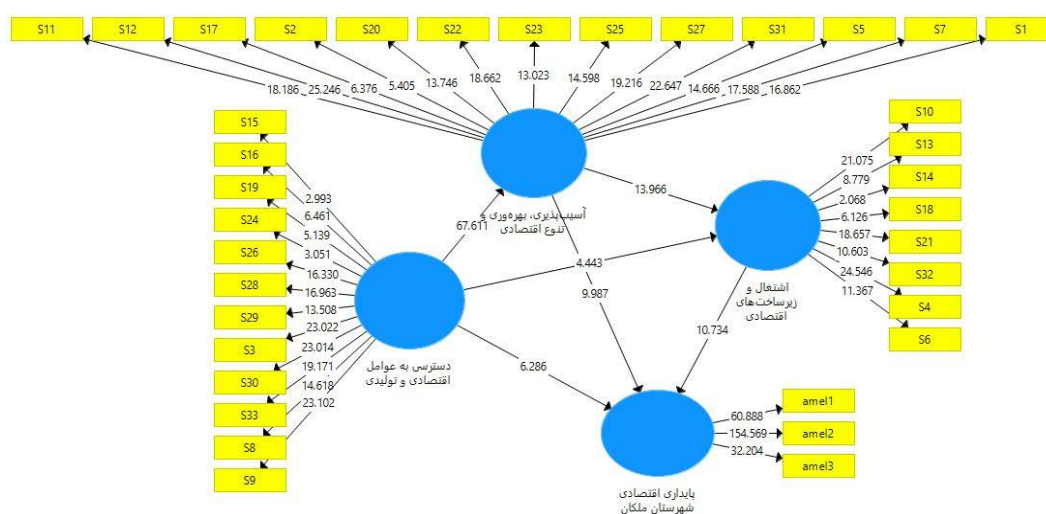 S11 S12 S17 S2 S20 S22 S23 S25 S27 S31 S5 S7 S1
18.186 25.246 6.376 5.405 13.746 18.662 13.023 14.598 19.216 22.647 14.666 17.588 16.862
S15
S16
S19
S24
S26
S28
S29
S3
S30
S33
S8
S9
2.993
6.461
5.139
3.051
16.330
16.963
13.508
23.022
23.014
19.171
14.618
23.102
دسترسی به عوامل
اقتصادی و تولیدی
67.611
آسیب‌پذیری، بهره‌وری و
تنوع اقتصادی
13.966
4.443
9.987
6.286
10.734
اشتغال و
زیرساخت‌های
اقتصادی
21.075
8.779
2.068
6.126
18.657
10.603
24.546
11.367
S10
S13
S14
S18
S21
S32
S4
S6
پایداری اقتصادی
شهرستان ملکان
60.888
154.569
32.204
amel1
amel2
amel3